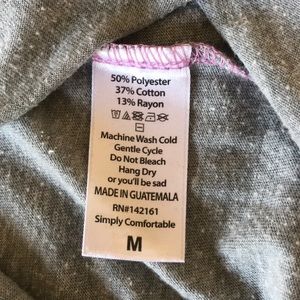 50% Polyester
37% Cotton
13% Rayon
Machine Wash Cold
Gentle Cycle
Do Not Bleach
Hang Dry
or you'll be sad
MADE IN GUATEMALA
RN#142161
Simply Comfortable
M